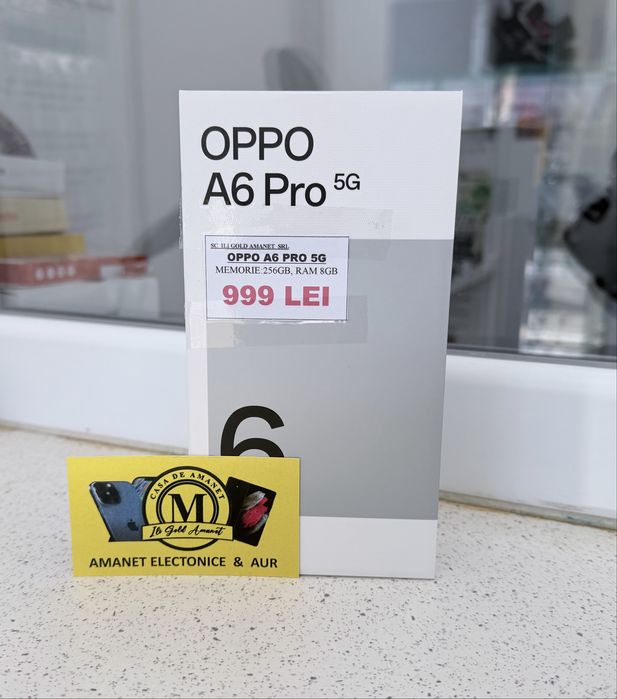 OPPO
A6 Pro 5G
SC ILI GOLD AMANET SRL
OPPO A6 PRO 5G
MEMORIE:256GB, RAM 8GB
999 LEI
6
CASA DE AMANET
M
Ili Gold Amanet
AMANET ELECTONICE & AUR